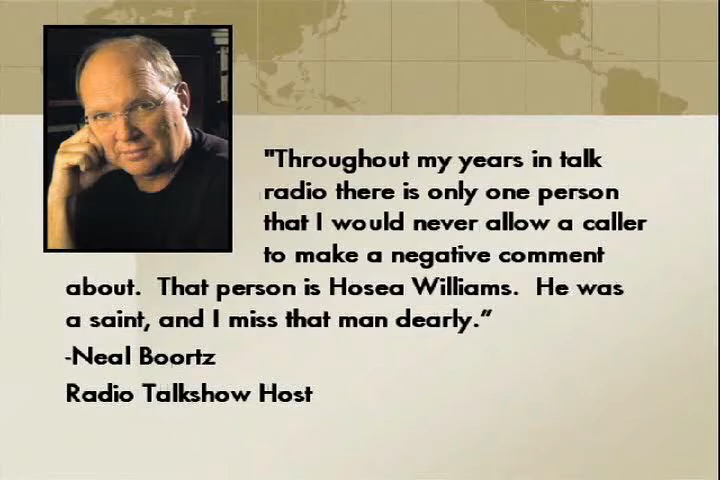 "Throughout my years in talk
radio there is only one person
that I would never allow a caller
to make a negative comment
about.  That person is Hosea Williams.  He was
a saint, and I miss that man dearly.”
-Neal Boortz
Radio Talkshow Host